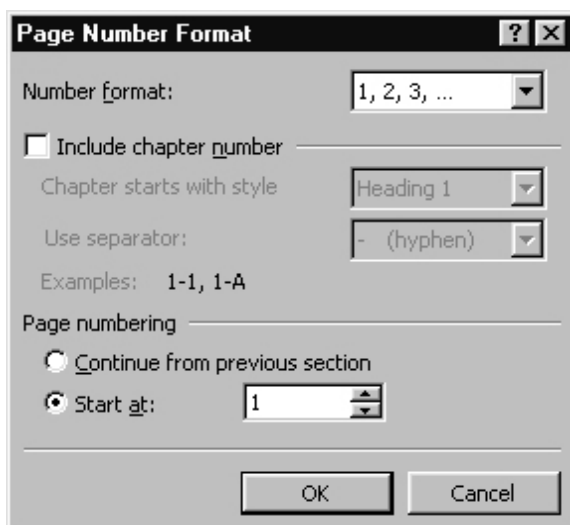 Page Number Format
Number format: 1, 2, 3, ...
Include chapter number
Chapter starts with style Heading 1
Use separator: - (hyphen)
Examples: 1-1, 1-A
Page numbering
Continue from previous section
Start at: 1
OK Cancel